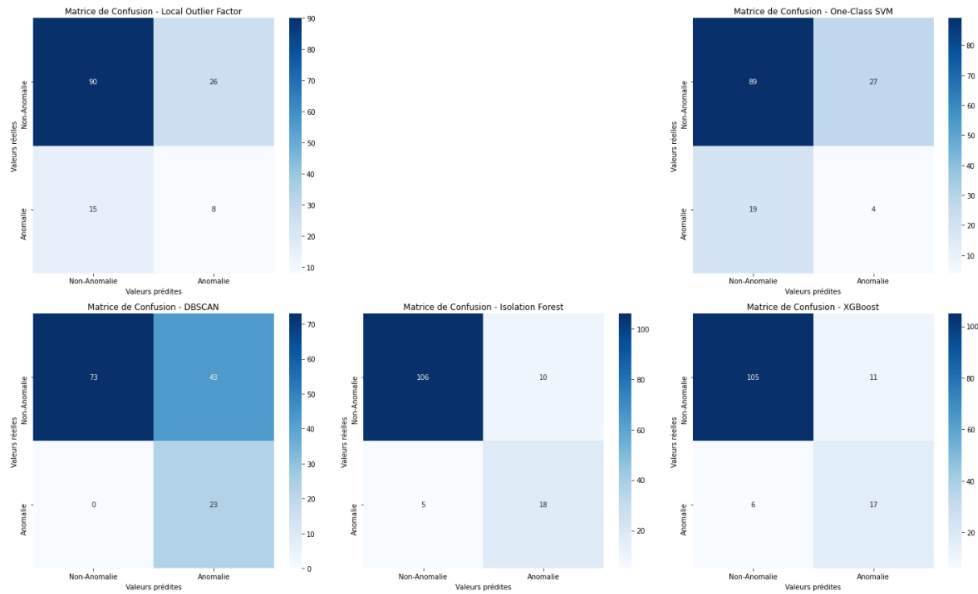 Matrice de Confusion - Local Outlier Factor
Valeurs réelles
Non-Anomalie
Anomalie
90 26
15 8
Non-Anomalie Anomalie
Valeurs prédites
90
80
70
60
50
40
30
20
10
Matrice de Confusion - One-Class SVM
Valeurs réelles
Non-Anomalie
Anomalie
89 27
19 4
Non-Anomalie Anomalie
Valeurs prédites
80
70
60
50
40
30
20
10
Matrice de Confusion - DBSCAN
Valeurs réelles
Non-Anomalie
Anomalie
73 43
0 23
Non-Anomalie Anomalie
Valeurs prédites
70
60
50
40
30
20
10
0
Matrice de Confusion - Isolation Forest
Valeurs réelles
Non-Anomalie
Anomalie
106 10
5 18
Non-Anomalie Anomalie
Valeurs prédites
100
80
60
40
20
Matrice de Confusion - XGBoost
Valeurs réelles
Non-Anomalie
Anomalie
105 11
6 17
Non-Anomalie Anomalie
Valeurs prédites
100
80
60
40
20